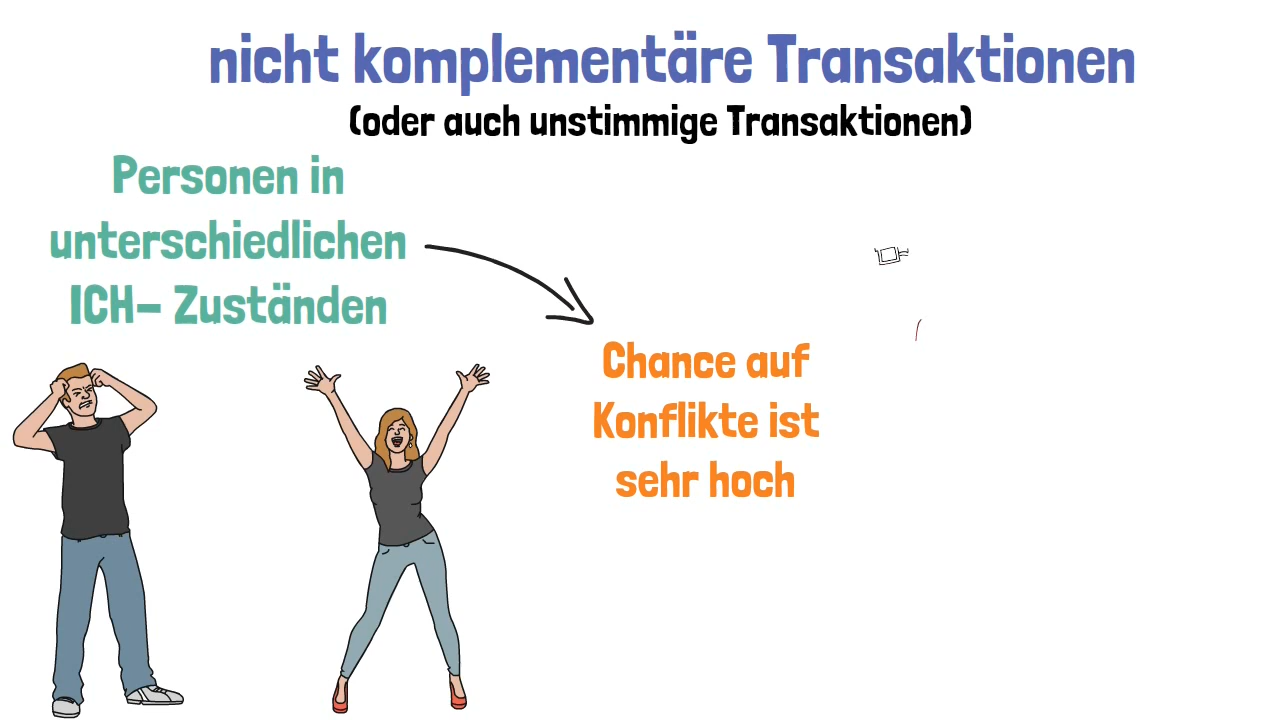 nicht komplementäre Transaktionen
(oder auch unstimmige Transaktionen)
Personen in
unterschiedlichen
ICH- Zuständen
Chance auf
Konflikte ist
sehr hoch